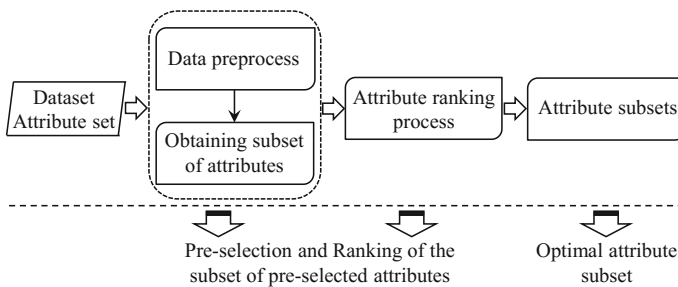 Data preprocess
Dataset
Attribute set
Obtaining subset
of attributes
Attribute ranking
process
Attribute subsets
Pre-selection and Ranking of the
subset of pre-selected attributes
Optimal attribute
subset